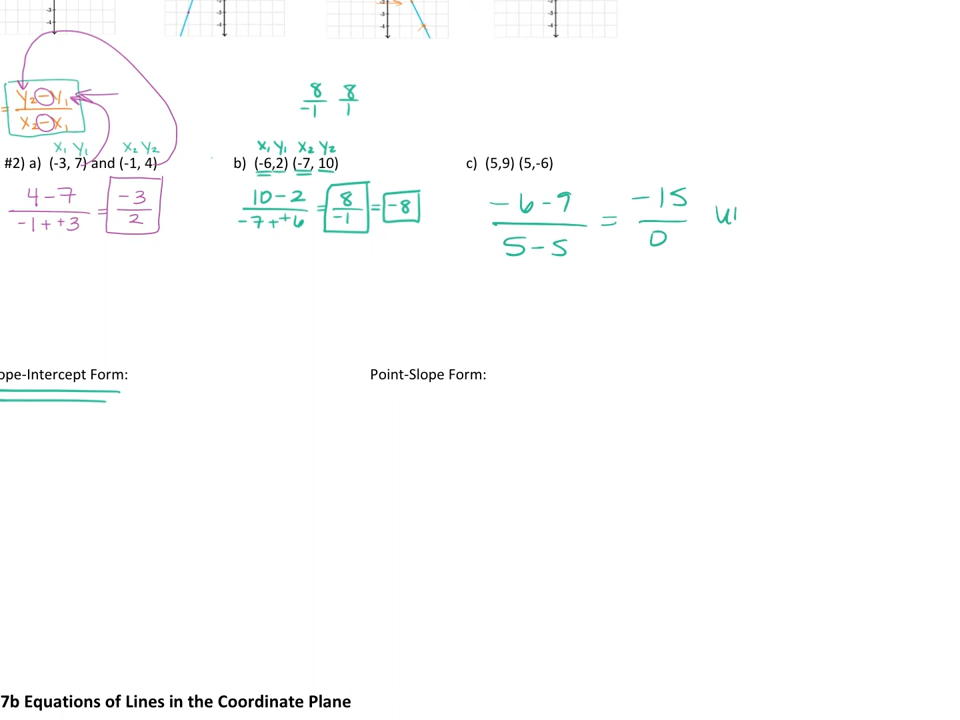 8 8
-1 1
= y₂ - y₁
x₂ - x₁
x₁ y₁ x₂ y₂ x₁ y₁ x₂ y₂
#2) a) (-3, 7) and (-1, 4) b) (-6,2) (-7, 10) c) (5,9) (5,-6)
4 - 7 = -3 10 - 2 = 8 = -8 -6 - 9 = -15 un
-1 + +3 2 -7 + +6 -1 5 - 5 0
ope-Intercept Form: Point-Slope Form:
7b Equations of Lines in the Coordinate Plane